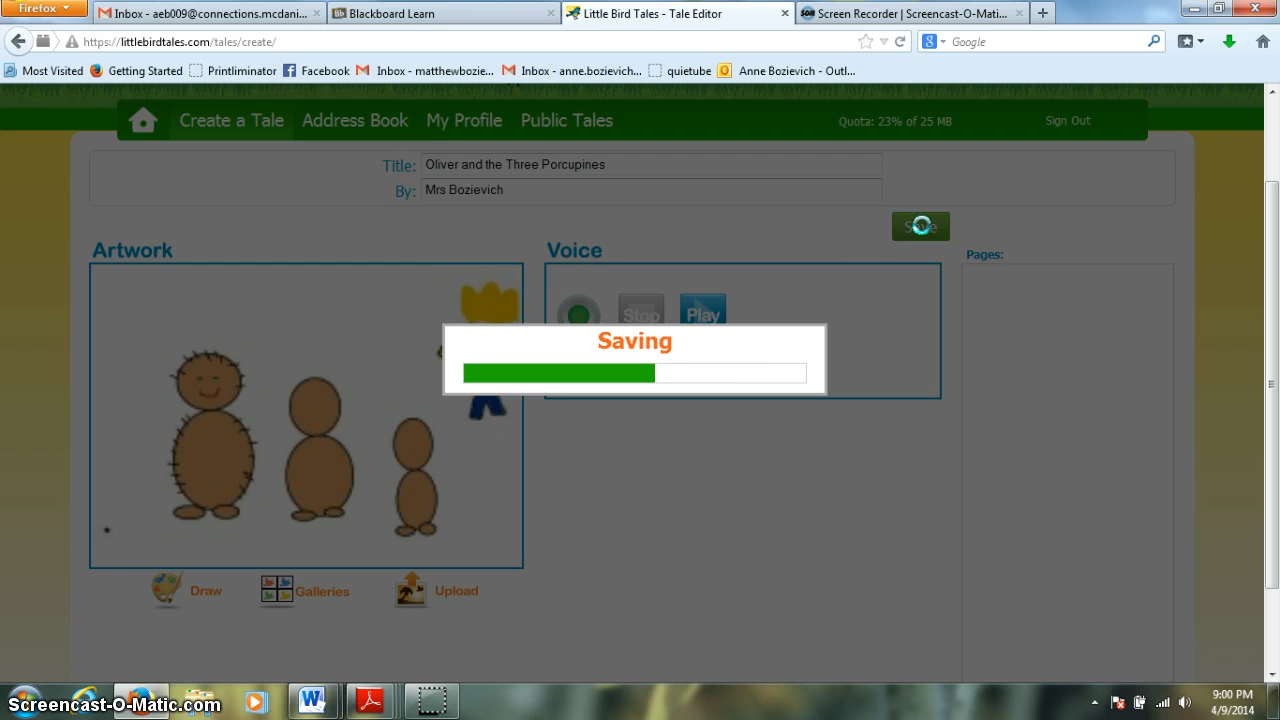 Firefox
Inbox - aeb009@connections.mcdani...
Bb Blackboard Learn
Little Bird Tales - Tale Editor
Screen Recorder | Screencast-O-Mati...
https://littlebirdtales.com/tales/create/
Google
Most Visited
Getting Started
Printliminator
Facebook
Inbox - matthewbozie...
Inbox - anne.bozievich...
quietube
Anne Bozievich - Outl...
Create a Tale
Address Book
My Profile
Public Tales
Quota: 23% of 25 MB
Sign Out
Title: Oliver and the Three Porcupines
By: Mrs Bozievich
Save
Artwork
Voice
Pages:
Stop
Play
Saving
Draw
Galleries
Upload
Screencast-O-Matic.com
9:00 PM
4/9/2014